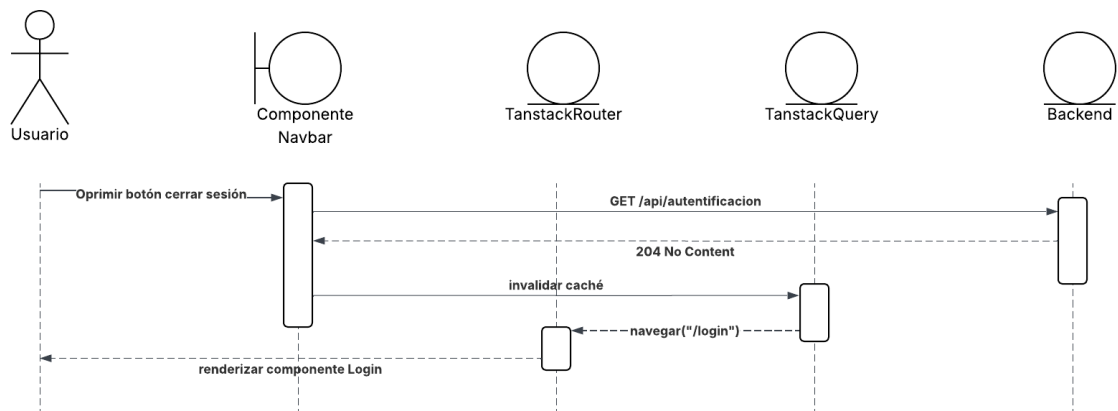 Usuario
Componente
Navbar
TanstackRouter
TanstackQuery
Backend
Oprimir botón cerrar sesión
GET /api/autentificacion
204 No Content
invalidar caché
navegar("/login")
renderizar componente Login